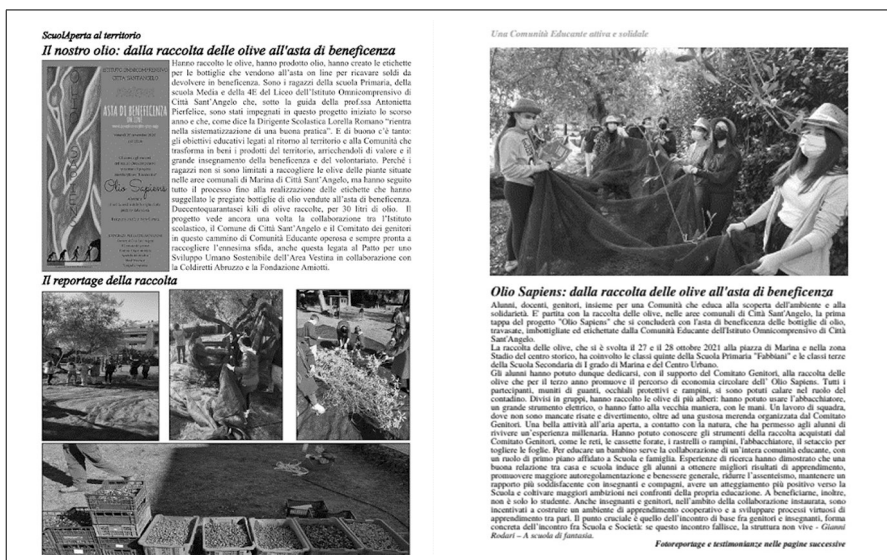 ScuolAperta al territorio
Il nostro olio: dalla raccolta delle olive all'asta di beneficenza
ISTITUTO OMNICOMPRENSIVO
CITTÀ SANT'ANGELO
ASTA DI BENEFICENZA
Olio Sapiens
Hanno raccolto le olive, hanno prodotto olio, hanno creato le etichette
per le bottiglie che vendono all'asta on line per ricavare soldi da
devolvere in beneficenza. Sono i ragazzi della scuola Primaria, della
scuola Media e della 4E del Liceo dell'Istituto Omnicomprensivo di
Città Sant'Angelo che, sotto la guida della prof.ssa Antonietta
Pierfelice, sono stati impegnati in questo progetto iniziato lo scorso
anno e che, come dice la Dirigente Scolastica Lorella Romano "rientra
nella sistematizzazione di una buona pratica". E di buono c'è tanto:
gli obiettivi educativi legati al ritorno al territorio e alla Comunità che
trasforma in beni i prodotti del territorio, arricchendoli di valore e il
grande insegnamento della beneficenza e del volontariato. Perché i
ragazzi non si sono limitati a raccogliere le olive delle piante situate
nelle aree comunali di Marina di Città Sant'Angelo, ma hanno seguito
tutto il processo fino alla realizzazione delle etichette che hanno
suggellato le pregiate bottiglie di olio vendute all'asta di beneficenza.
Duecentoquarantasei kili di olive raccolte, per 30 litri di olio. Il
progetto vede ancora una volta la collaborazione tra l'Istituto
scolastico, il Comune di Città Sant'Angelo e il Comitato dei genitori
in questo cammino di Comunità Educante operosa e sempre pronta a
raccogliere l'ennesima sfida, anche questa legata al Patto per uno
Sviluppo Umano Sostenibile dell'Area Vestina in collaborazione con
la Coldiretti Abruzzo e la Fondazione Amiotti.
Il reportage della raccolta
Una Comunità Educante attiva e solidale
Olio Sapiens: dalla raccolta delle olive all'asta di beneficenza
Alunni, docenti, genitori, insieme per una Comunità che educa alla scoperta dell'ambiente e alla
solidarietà. E' partita con la raccolta delle olive, nelle aree comunali di Città Sant'Angelo, la prima
tappa del progetto "Olio Sapiens" che si concluderà con l'asta di beneficenza delle bottiglie di olio,
travasate, imbottigliate ed etichettate dalla Comunità Educante dell'Istituto Omnicomprensivo di Città
Sant'Angelo.
La raccolta delle olive, che si è svolta il 27 e il 28 ottobre 2021 alla piazza di Marina e nella zona
Stadio del centro storico, ha coinvolto le classi quinte della Scuola Primaria "Fabbiani" e le classi terze
della Scuola Secondaria di I grado di Marina e del Centro Urbano.
Gli alunni hanno potuto dunque dedicarsi, con il supporto del Comitato Genitori, alla raccolta delle
olive che per il terzo anno promuove il percorso di economia circolare dell' Olio Sapiens. Tutti i
partecipanti, muniti di guanti, occhiali protettivi e rampini, si sono potuti calare nel ruolo del
contadino. Divisi in gruppi, hanno raccolto le olive di più alberi: hanno potuto usare l'abbacchiatore,
un grande strumento elettrico, o hanno fatto alla vecchia maniera, con le mani. Un lavoro di squadra,
dove non sono mancate risate e divertimento, oltre ad una gustosa merenda organizzata dal Comitato
Genitori. Una bella attività all'aria aperta, a contatto con la natura, che ha permesso agli alunni di
rivivere un'esperienza millenaria. Hanno potuto conoscere gli strumenti della raccolta acquistati dal
Comitato Genitori, come le reti, le cassette forate, i rastrelli o rampini, l'abbacchiatore, il setaccio per
togliere le foglie. Per educare un bambino serve la collaborazione di un'intera comunità educante, con
un ruolo di primo piano affidato a Scuola e famiglia. Esperienze di ricerca hanno dimostrato che una
buona relazione tra casa e scuola induce gli alunni a ottenere migliori risultati di apprendimento,
promuovere maggiore autoregolamentazione e benessere generale, ridurre l'assenteismo, mantenere un
rapporto più soddisfacente con insegnanti e compagni, avere un atteggiamento più positivo verso la
Scuola e coltivare maggiori ambizioni nei confronti della propria educazione. A beneficiarne, inoltre,
non è solo lo studente. Anche insegnanti e genitori, nell'ambito della collaborazione instaurata, sono
incentivati a costruire un ambiente di apprendimento cooperativo e a sviluppare processi virtuosi di
apprendimento tra pari. Il punto cruciale è quello dell'incontro di base fra genitori e insegnanti, forma
concreta dell'incontro fra Scuola e Società: se questo incontro fallisce, la struttura non vive - Gianni
Rodari – A scuola di fantasia.
Fotoreportage e testimonianze nelle pagine successive